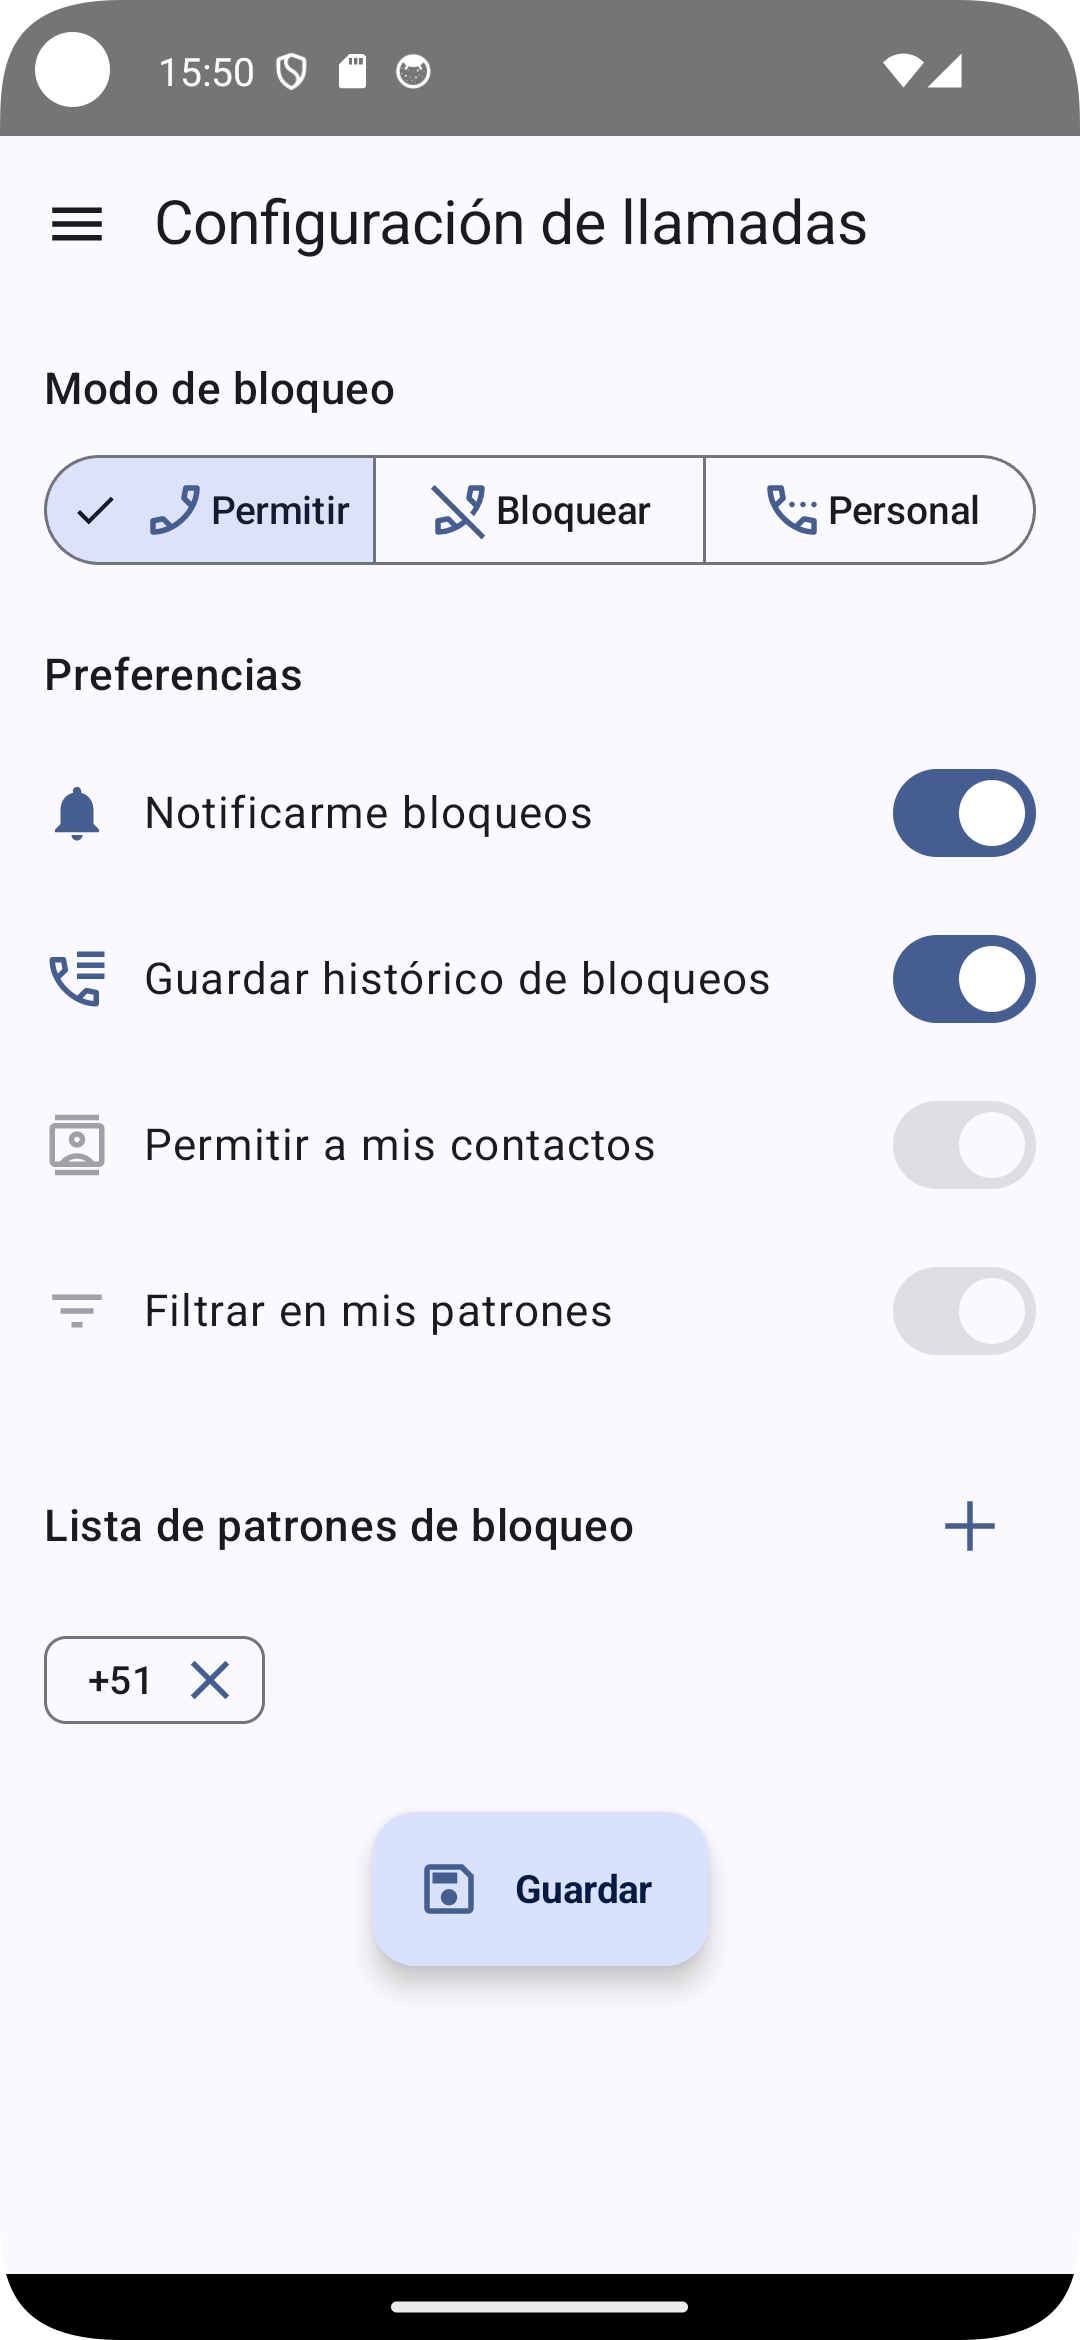 15:50
Configuración de llamadas
Modo de bloqueo
Permitir Bloquear Personal
Preferencias
Notificarme bloqueos
Guardar histórico de bloqueos
Permitir a mis contactos
Filtrar en mis patrones
Lista de patrones de bloqueo
+51
Guardar